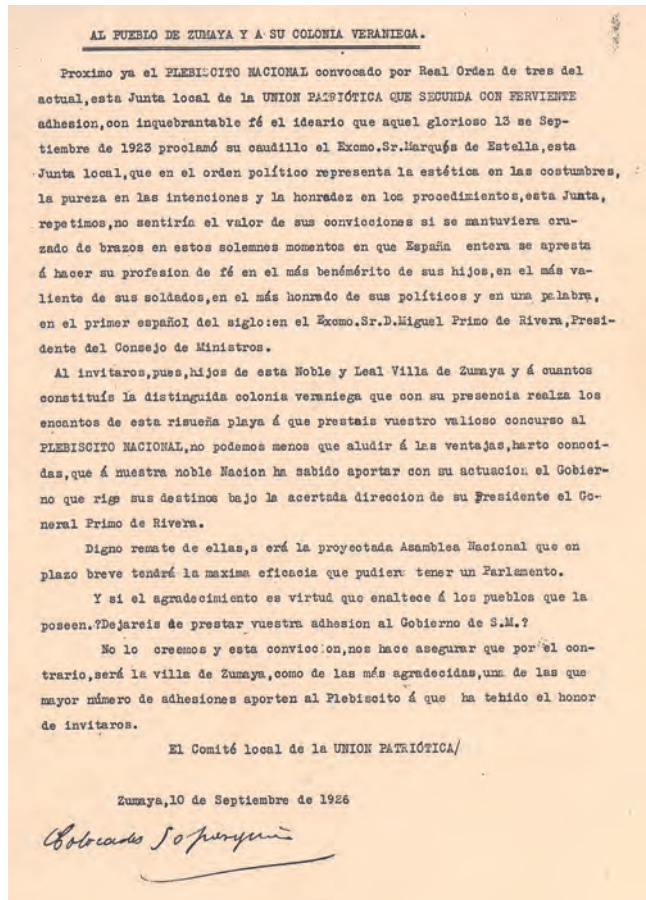 AL PUEBLO DE ZUMAYA Y A SU COLONIA VERANIEGA.
Proximo ya el PLEBISCITO NACIONAL convocado por Real Orden de tres del
actual,esta Junta local de la UNION PATRIÓTICA QUE SECUNDA CON FERVIENTE
adhesion,con inquebrantable fé el ideario que aquel glorioso 13 se Sep-
tiembre de 1923 proclamó su caudillo el Excmo.Sr.Marqués de Estella,esta
Junta local,que en el orden político representa la estética en las costumbres,
la pureza en las intenciones y la honradez en los procedimientos,esta Junta,
repetimos,no sentiría el valor de sus convicciones si se mantuviera cru-
zado de brazos en estos solemnes momentos en que España entera se apresta
á hacer su profesion de fé en el más benémérito de sus hijos,en el más va-
liente de sus soldados,en el más honrado de sus políticos y en una palabra,
en el primer español del siglo:en el Excmo.Sr.D.Miguel Primo de Rivera,Presi-
dente del Consejo de Ministros.
Al invitaros,pues,hijos de esta Noble y Leal Villa de Zumaya y á cuantos
constituís la distinguida colonia veraniega que con su presencia realza los
encantos de esta risueña playa á que presteis vuestro valioso concurso al
PLEBISCITO NACIONAL,no podemos menos que aludir á las ventajas,harto conoci-
das,que á nuestra noble Nacion ha sabido aportar con su actuacion el Gobier-
no que rige sus destinos bajo la acertada direccion de su Presidente el Ge-
neral Primo de Rivera.
Digno remate de ellas,s erá la proyectada Asamblea Nacional que en
plazo breve tendrá la maxima eficacia que pudiera tener un Parlamento.
Y si el agradecimiento es virtud que enaltece á los pueblos que la
poseen.?Dejareis de prestar vuestra adhesion al Gobierno de S.M.?
No lo creemos y esta conviccion,nos hace asegurar que por el con-
trario,será la villa de Zumaya,como de las más agradecidas,una de las que
mayor número de adhesiones aporten al Plebiscito á que ha tenido el honor
de invitaros.
El Comité local de la UNION PATRIÓTICA/
Zumaya,10 de Septiembre de 1926